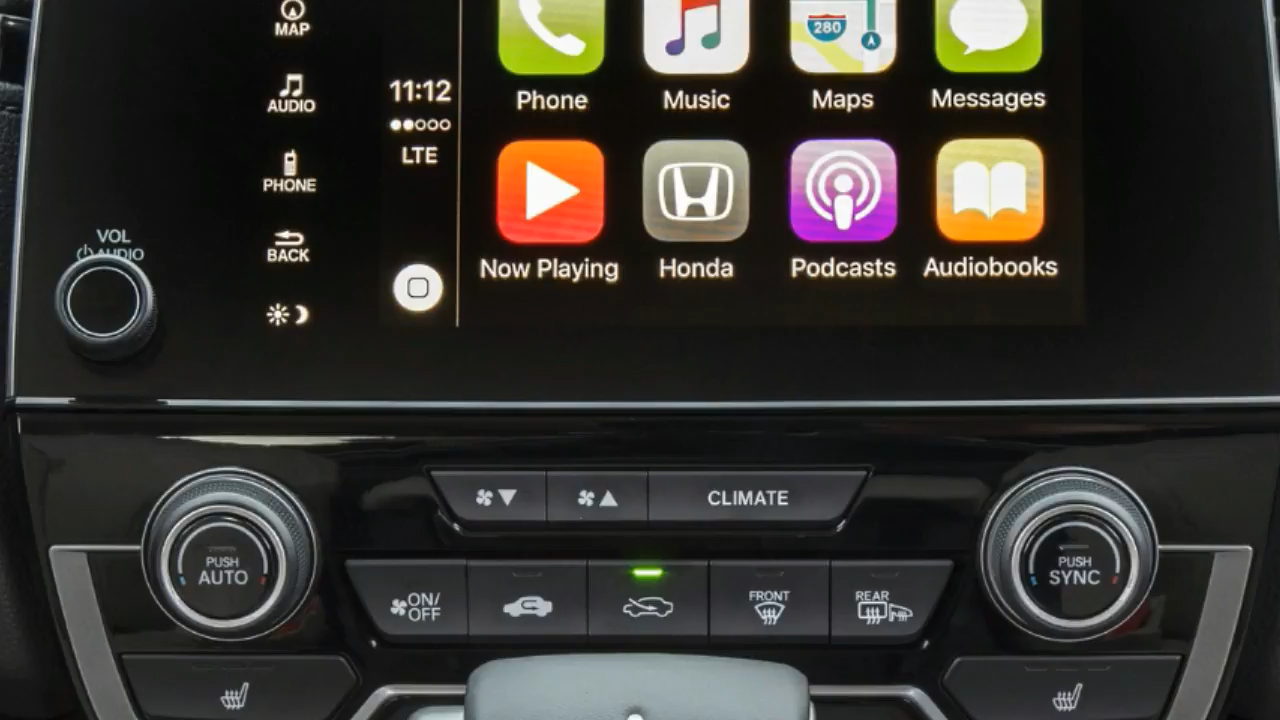 MAP
AUDIO
PHONE
BACK
VOL
AUDIO
11:12
LTE
280
Phone
Music
Maps
Messages
Now Playing
Honda
Podcasts
Audiobooks
CLIMATE
PUSH
AUTO
PUSH
SYNC
ON/
OFF
FRONT
REAR